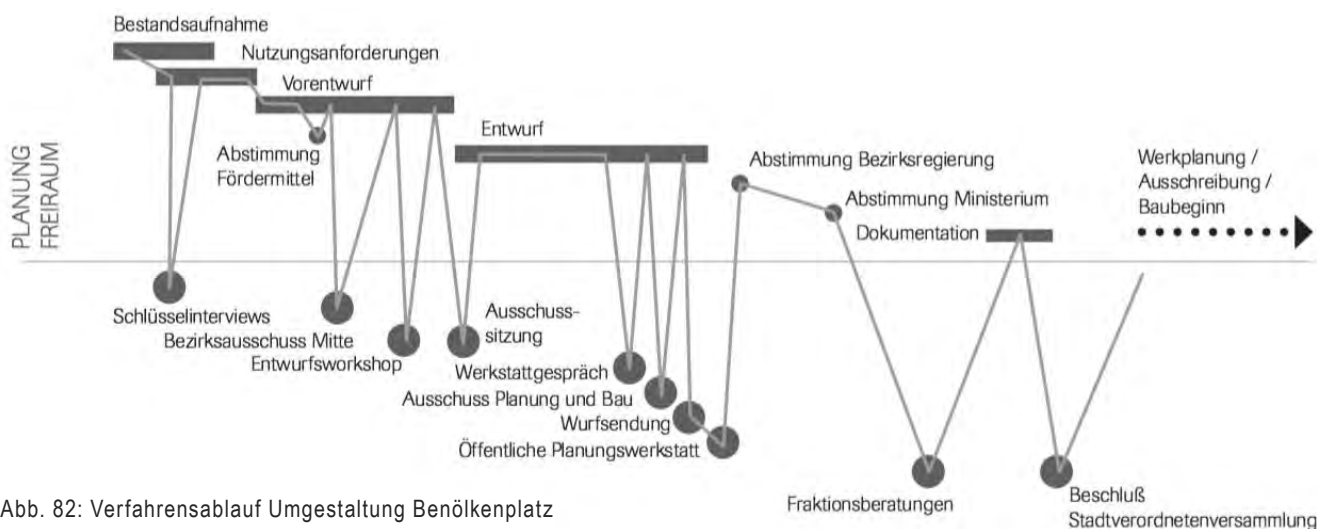 Bestandsaufnahme
Nutzungsanforderungen
Vorentwurf
Abstimmung
Fördermittel
Entwurf
Abstimmung Bezirksregierung
Abstimmung Ministerium
Dokumentation
Werkplanung /
Ausschreibung /
Baubeginn
PLANUNG
FREIRAUM
Schlüsselinterviews
Bezirksausschuss Mitte
Entwurfsworkshop
Ausschuss-
sitzung
Werkstattgespräch
Ausschuss Planung und Bau
Wurfsendung
Öffentliche Planungswerkstatt
Fraktionsberatungen
Beschluß
Stadtverordnetenversammlung
Abb. 82: Verfahrensablauf Umgestaltung Benölkenplatz